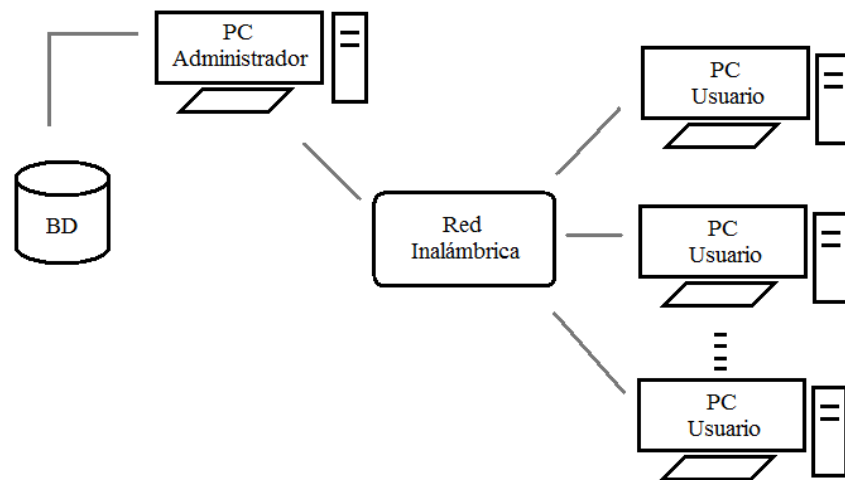 PC
Administrador
BD
Red
Inalámbrica
PC
Usuario
PC
Usuario
PC
Usuario